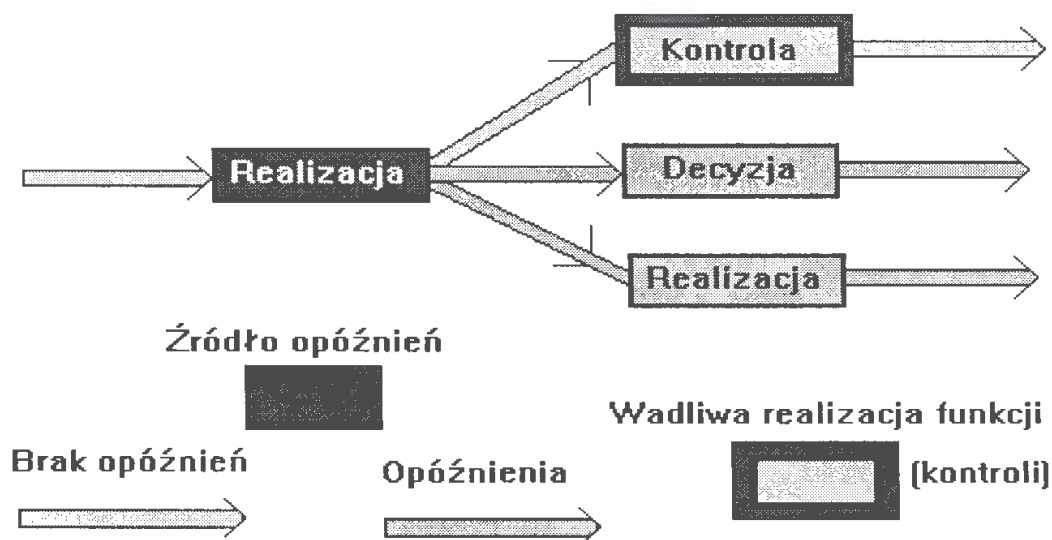 Kontrola
Realizacja
Decyzja
Realizacja
Źródło opóźnień
Wadliwa realizacja funkcji
Brak opóźnień
Opóźnienia
(kontroli)